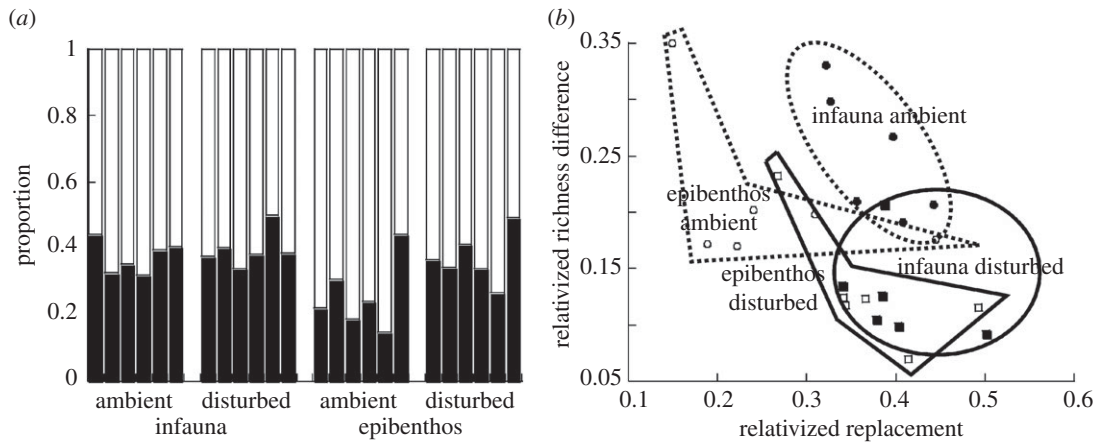 (a)
1
0.8
0.6
0.4
0.2
0
proportion
ambient disturbed ambient disturbed
infauna epibenthos
(b)
0.35
0.25
0.15
0.05
relativized richness difference
infauna ambient
epibenthos
ambient
epibenthos
disturbed
infauna disturbed
0.1 0.2 0.3 0.4 0.5 0.6
relativized replacement